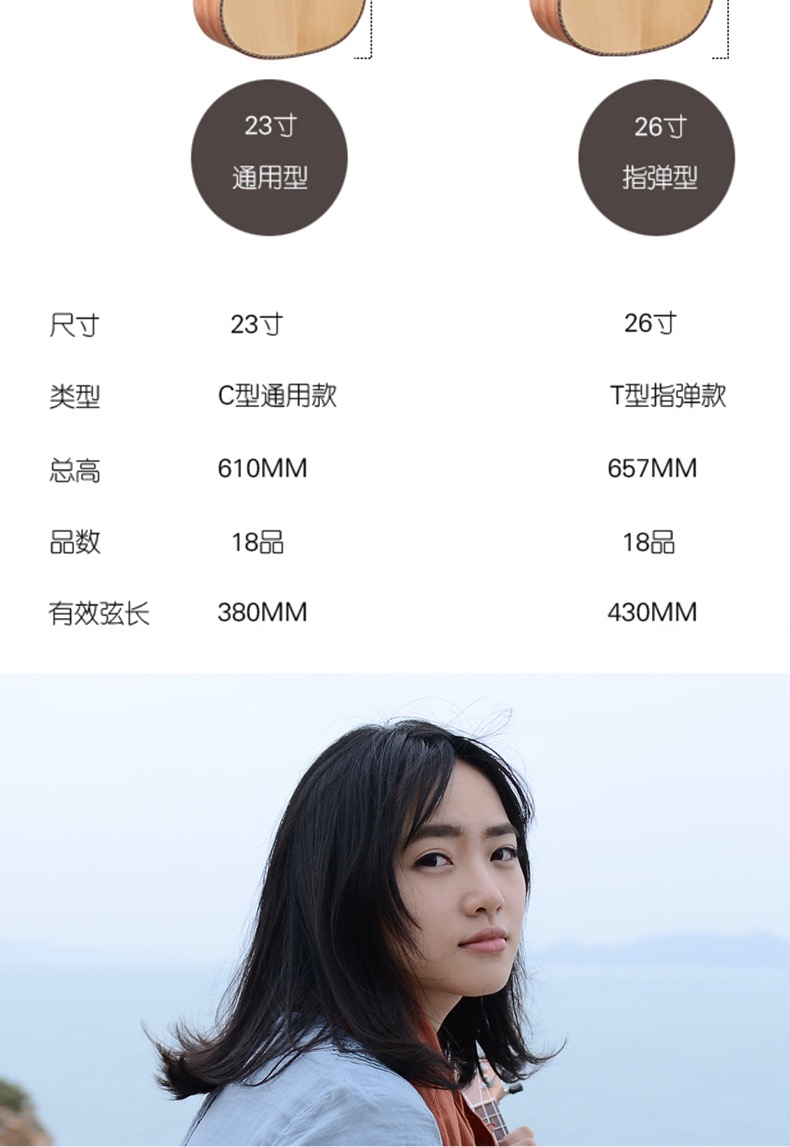 23寸
通用型
26寸
指弹型
尺寸 23寸 26寸
类型 C型通用款 T型指弹款
总高 610MM 657MM
品数 18品 18品
有效弦长 380MM 430MM